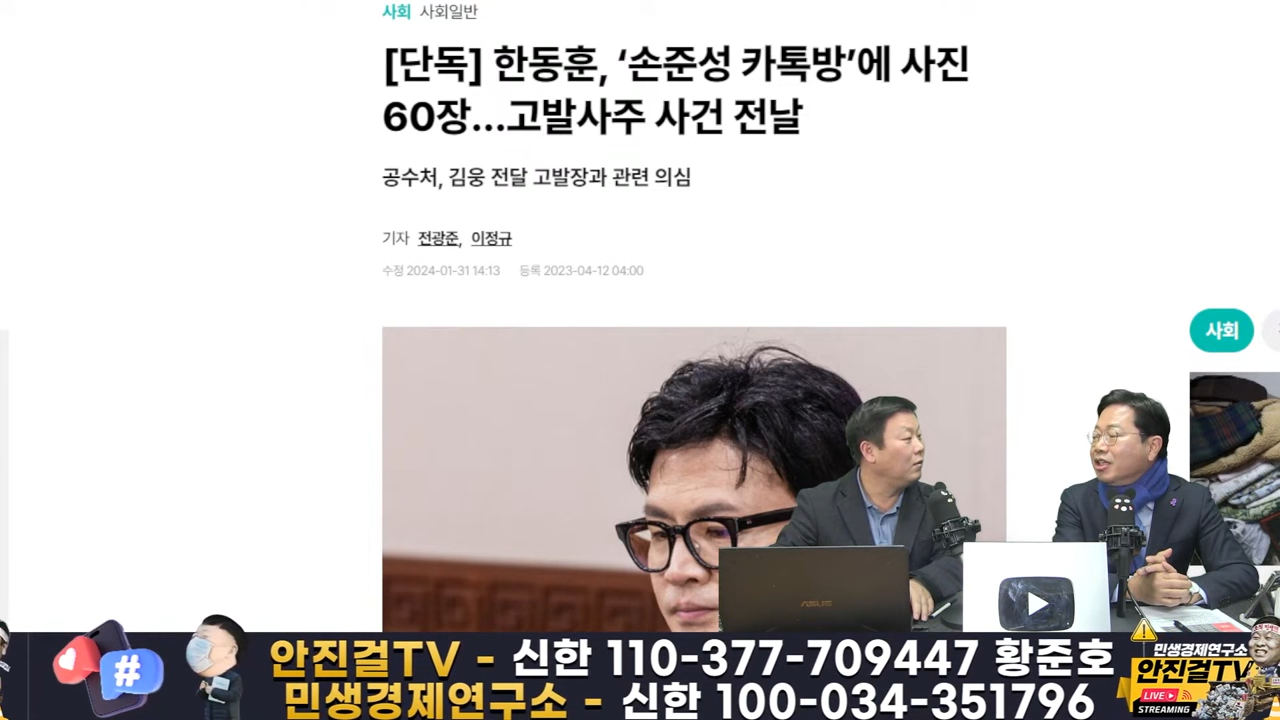 사회 사회일반
[단독] 한동훈, ‘손준성 카톡방’에 사진
60장…고발사주 사건 전날
공수처, 김웅 전달 고발장과 관련 의심
기자 전광준, 이정규
수정 2024-01-31 14:13 등록 2023-04-12 04:00
사회
ASUS
#
안진걸TV - 신한 110-377-709447 황준호
민생경제연구소 - 신한 100-034-351796
민생경제연구소
안진걸TV
LIVE
STREAMING